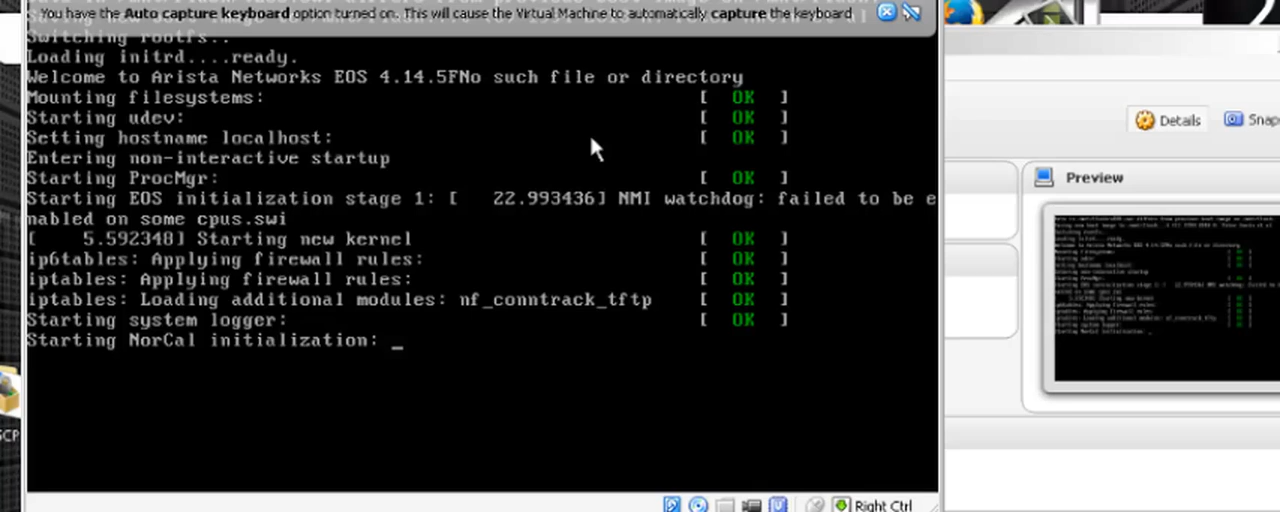 You have the Auto capture keyboard option turned on. This will cause the Virtual Machine to automatically capture the keyboard
Switching rootfs..
Loading initrd....ready.
Welcome to Arista Networks EOS 4.14.5FNo such file or directory
Mounting filesystems: [ OK ]
Starting udev: [ OK ]
Setting hostname localhost: [ OK ]
Entering non-interactive startup
Starting ProcMgr: [ OK ]
Starting EOS initialization stage 1: [ 22.993436] NMI watchdog: failed to be e
nabled on some cpus.swi
[ 5.592348] Starting new kernel [ OK ]
ip6tables: Applying firewall rules: [ OK ]
iptables: Applying firewall rules: [ OK ]
iptables: Loading additional modules: nf_conntrack_tftp [ OK ]
Starting system logger: [ OK ]
Starting NorCal initialization: _
Right Ctrl
Details
Snap
Preview
SCP